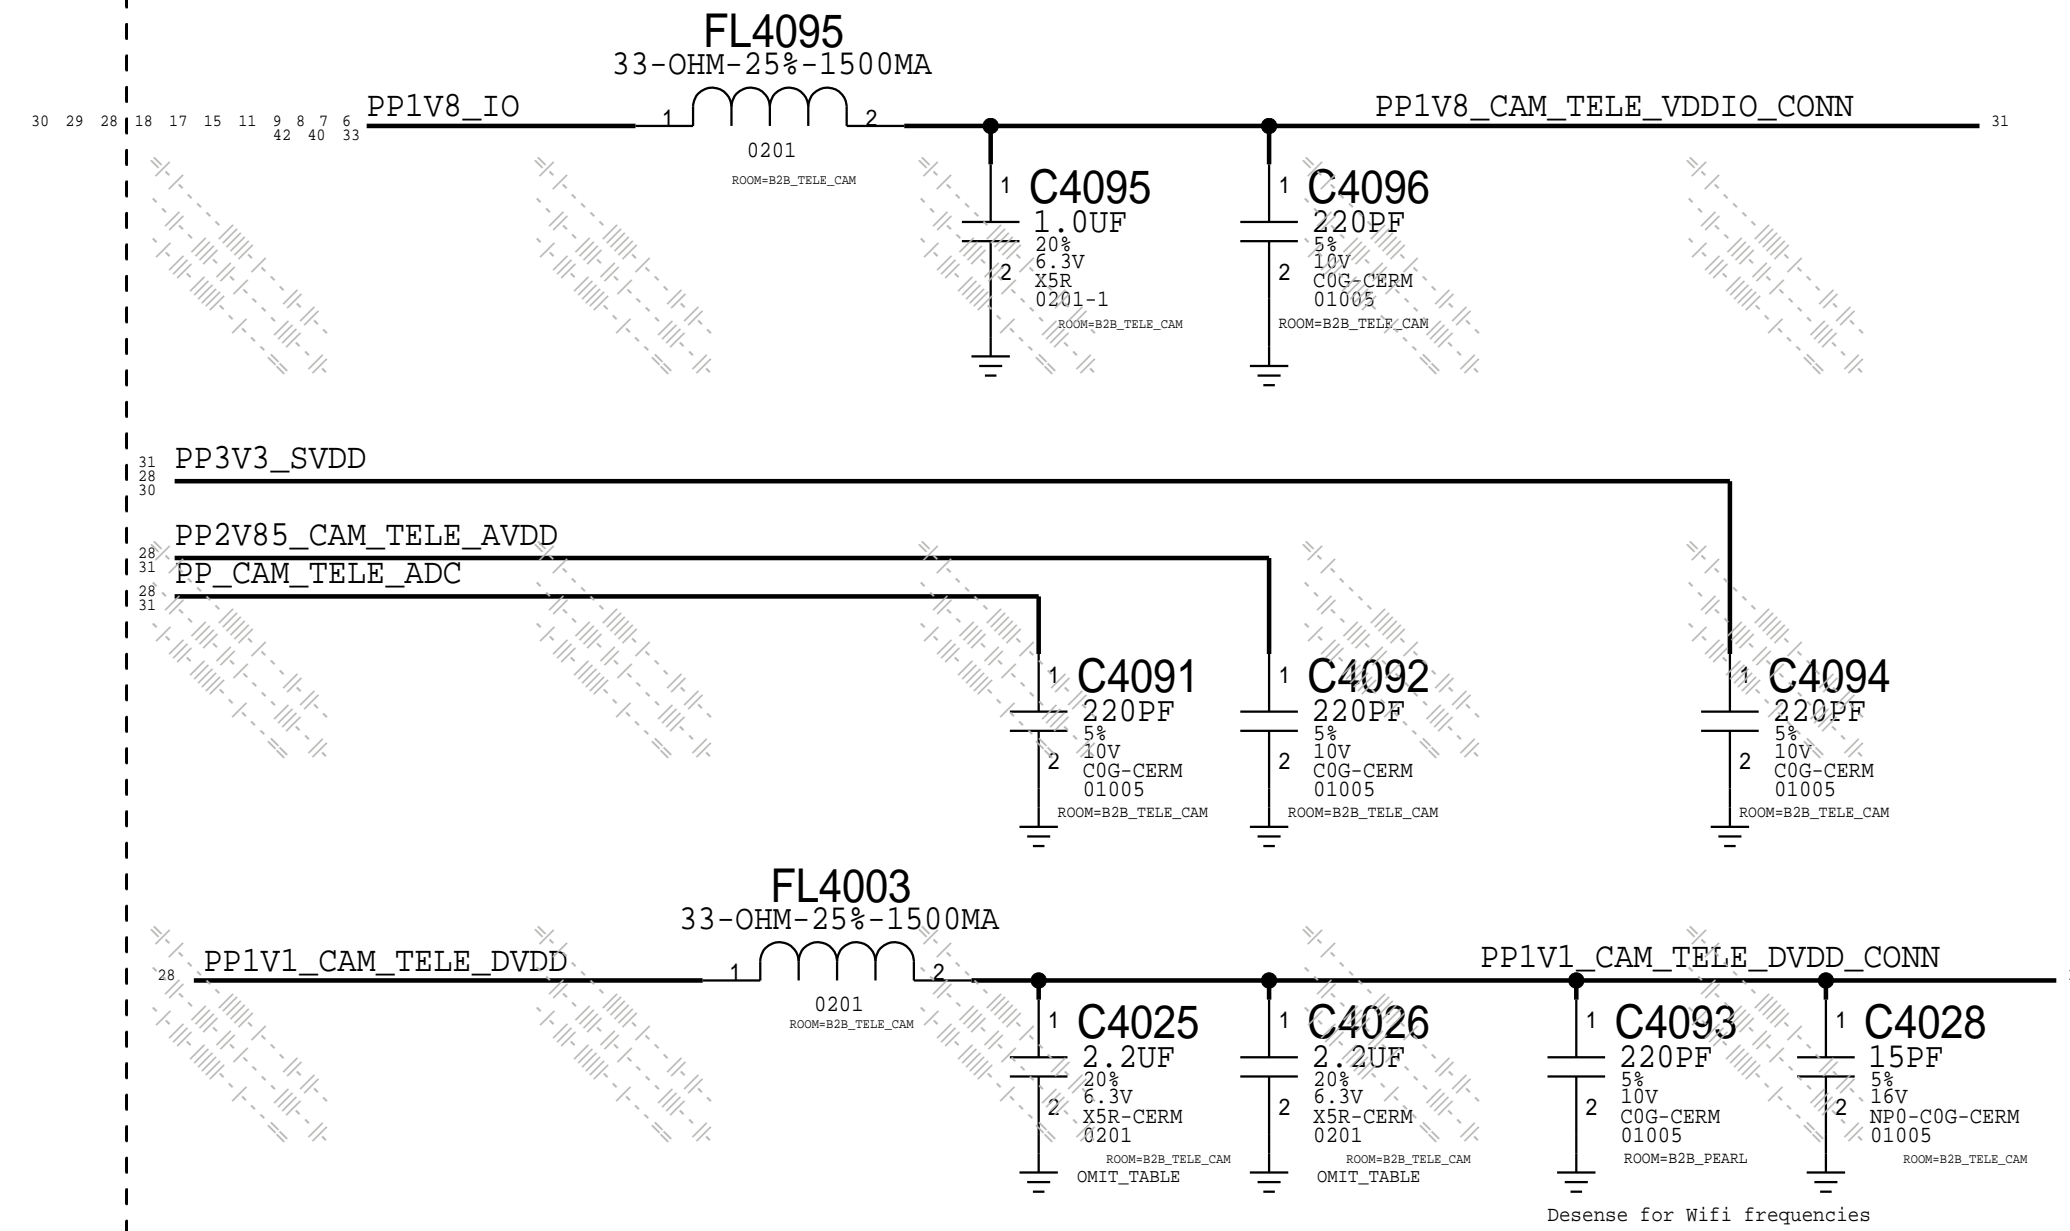 FL4095
33-OHM-25%-1500MA
30 29 28 18 17 15 11 9 8 7 6
42 40 33
PP1V8_IO
1
2
PP1V8_CAM_TELE_VDDIO_CONN
31
0201
ROOM=B2B_TELE_CAM
1
C4095
1.0UF
20%
6.3V
2
X5R
0201-1
ROOM=B2B_TELE_CAM
1
C4096
220PF
5%
10V
2
C0G-CERM
01005
ROOM=B2B_TELE_CAM
31
28
30
PP3V3_SVDD
28
31
PP2V85_CAM_TELE_AVDD
28
31
PP_CAM_TELE_ADC
1
C4091
220PF
5%
10V
2
C0G-CERM
01005
ROOM=B2B_TELE_CAM
1
C4092
220PF
5%
10V
2
C0G-CERM
01005
ROOM=B2B_TELE_CAM
1
C4094
220PF
5%
10V
2
C0G-CERM
01005
ROOM=B2B_TELE_CAM
FL4003
33-OHM-25%-1500MA
28
PP1V1_CAM_TELE_DVDD
1
2
PP1V1_CAM_TELE_DVDD_CONN
0201
ROOM=B2B_TELE_CAM
1
C4025
2.2UF
20%
6.3V
2
X5R-CERM
0201
ROOM=B2B_TELE_CAM
OMIT_TABLE
1
C4026
2.2UF
20%
6.3V
2
X5R-CERM
0201
ROOM=B2B_TELE_CAM
OMIT_TABLE
1
C4093
220PF
5%
10V
2
C0G-CERM
01005
ROOM=B2B_PEARL
1
C4028
15PF
5%
16V
2
NP0-C0G-CERM
01005
ROOM=B2B_TELE_CAM
Desense for Wifi frequencies